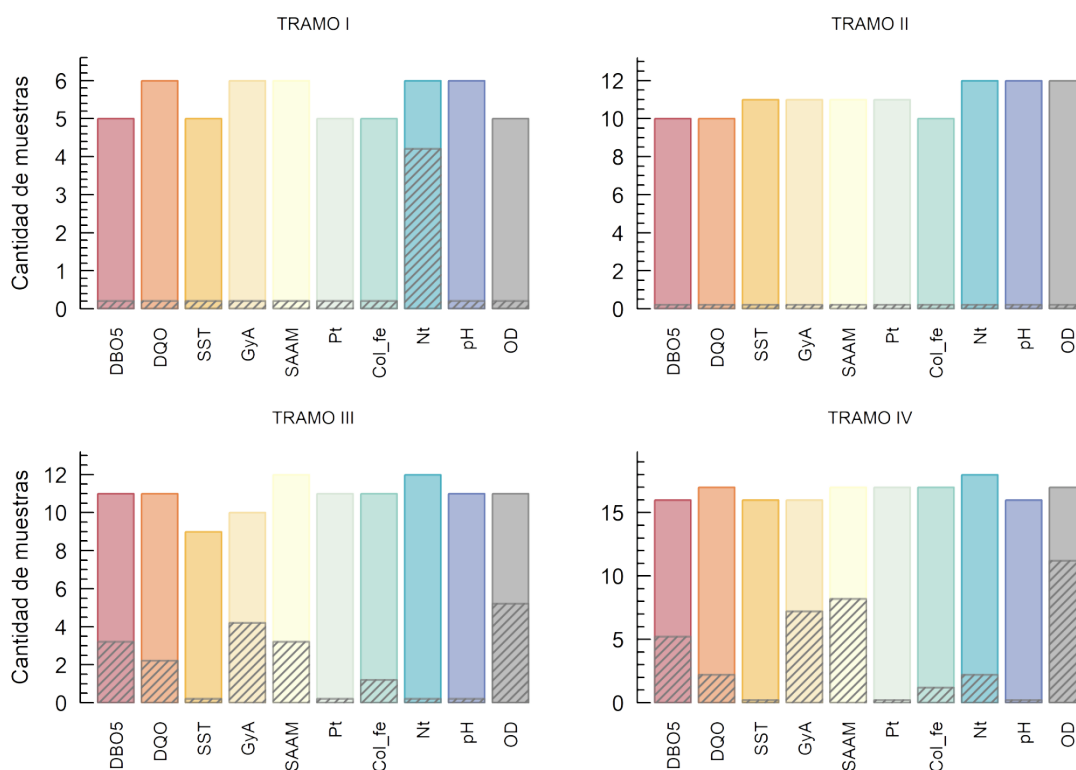 TRAMO I
Cantidad de muestras
6
5
4
3
2
1
0
DBO5
DQO
SST
GyA
SAAM
Pt
Col_fe
Nt
pH
OD
TRAMO II
12
10
8
6
4
2
0
DBO5
DQO
SST
GyA
SAAM
Pt
Col_fe
Nt
pH
OD
TRAMO III
Cantidad de muestras
12
10
8
6
4
2
0
DBO5
DQO
SST
GyA
SAAM
Pt
Col_fe
Nt
pH
OD
TRAMO IV
15
10
5
0
DBO5
DQO
SST
GyA
SAAM
Pt
Col_fe
Nt
pH
OD